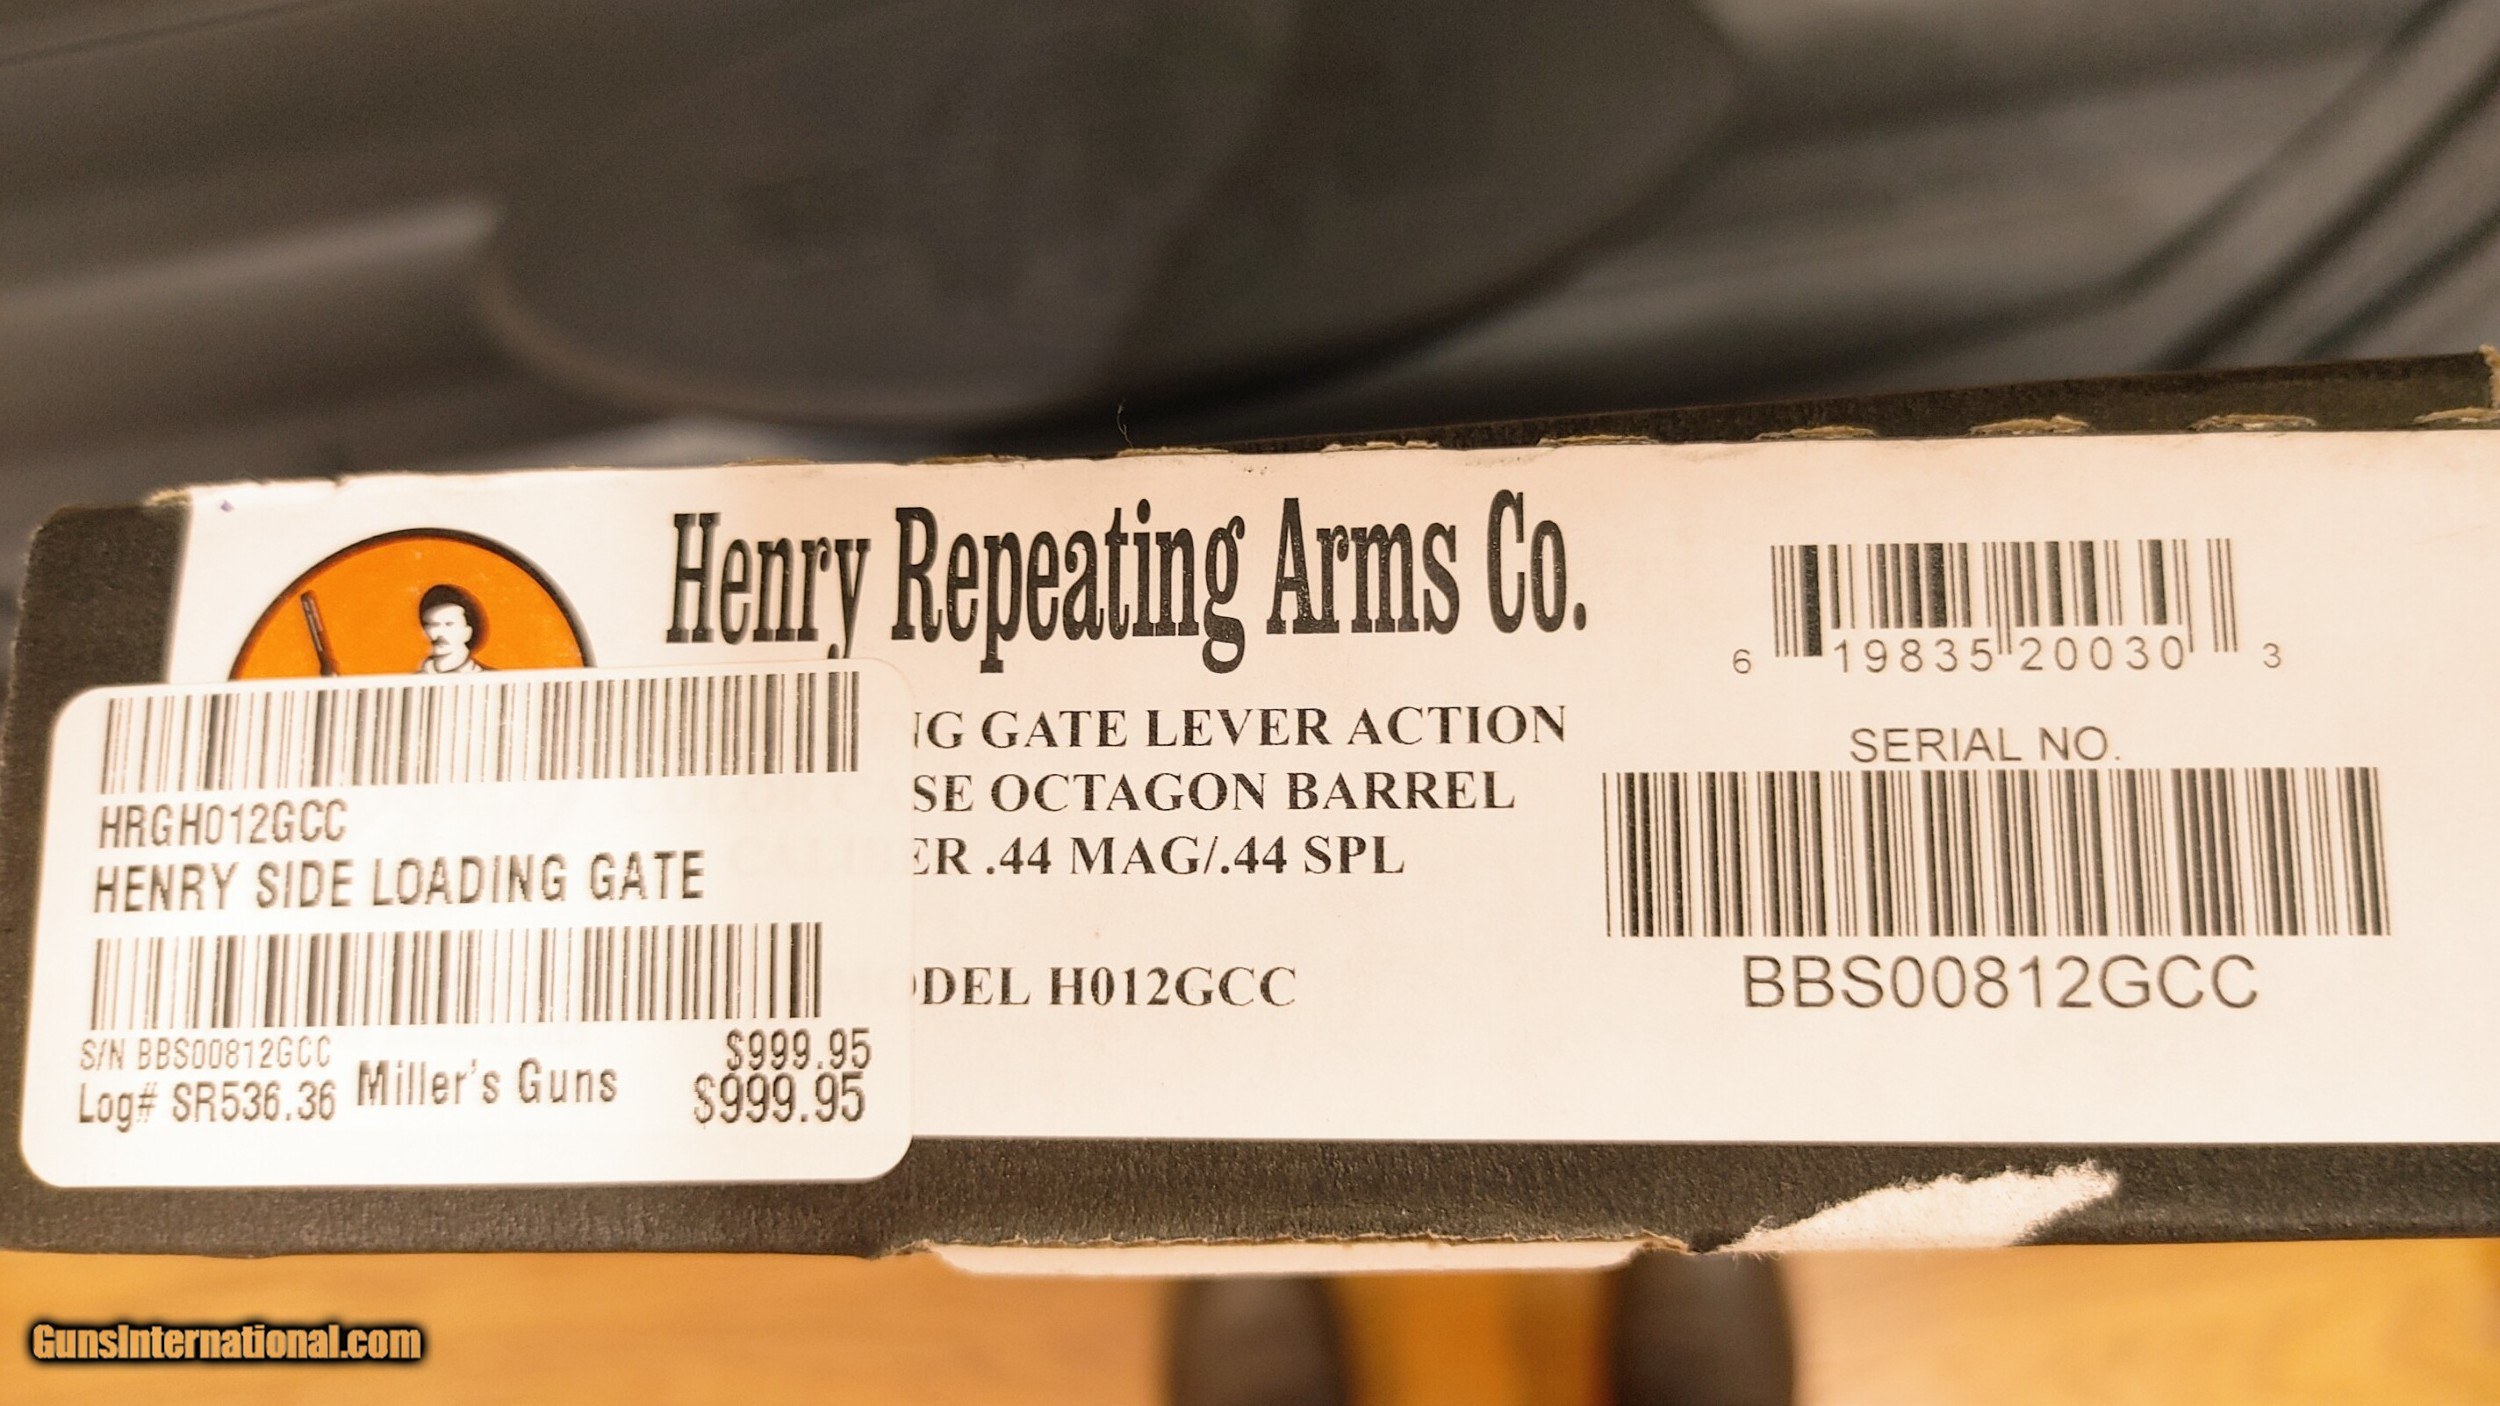 Henry Repeating Arms Co.
6 19835 20030 3
NG GATE LEVER ACTION
SE OCTAGON BARREL
ER .44 MAG/.44 SPL
MODEL H012GCC
SERIAL NO.
BBS00812GCC
HRGH012GCC
HENRY SIDE LOADING GATE
S/N BBS00812GCC
$999.95
Log# SR536.36 Miller's Guns $999.95
GunsInternational.com